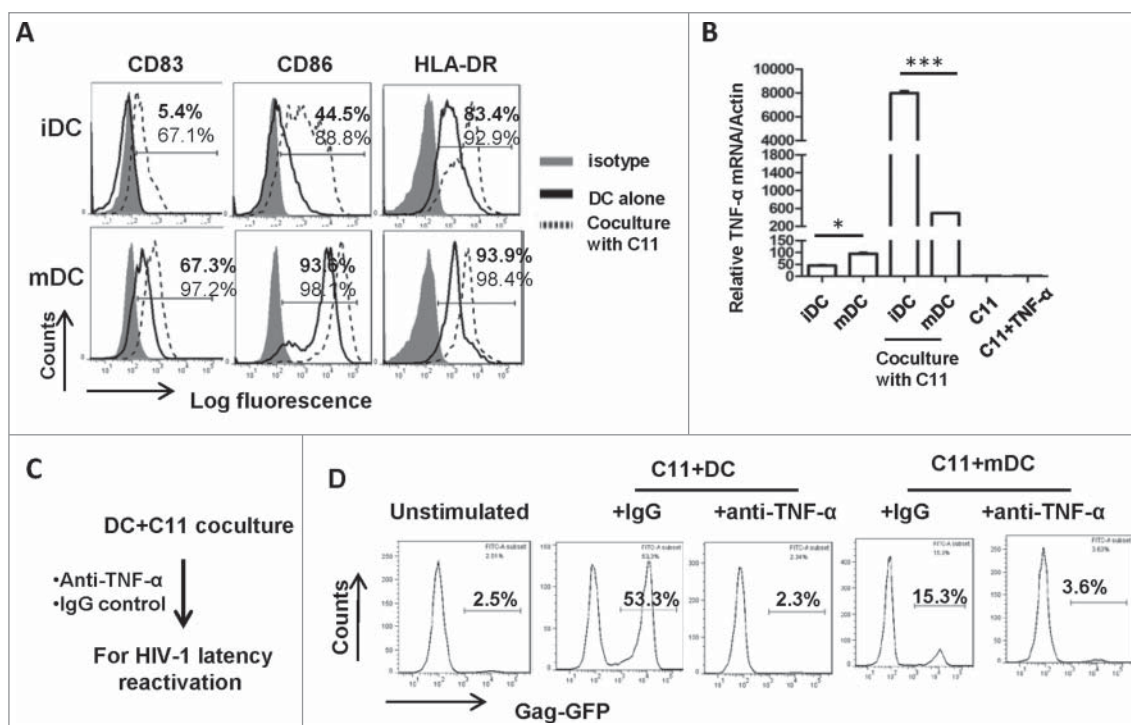 A
CD83 CD86 HLA-DR
iDC
5.4%
67.1%
44.5%
88.8%
83.4%
92.9%
mDC
67.3%
97.2%
93.6%
98.1%
93.9%
98.4%
isotype
DC alone
Coculture
with C11
Counts
Log fluorescence
B
Relative TNF-α mRNA/Actin
10000
8000
6000
4000
2000
1800
1400
1000
600
200
150
100
50
0
*
***
iDC mDC iDC mDC C11 C11+TNF-α
Coculture
with C11
C
DC+C11 coculture
•Anti-TNF-α
•IgG control
For HIV-1 latency
reactivation
D
C11+DC C11+mDC
Unstimulated +IgG +anti-TNF-α +IgG +anti-TNF-α
FITC-A subset
2.5%
53.3%
2.3%
15.3%
3.6%
Counts
Gag-GFP